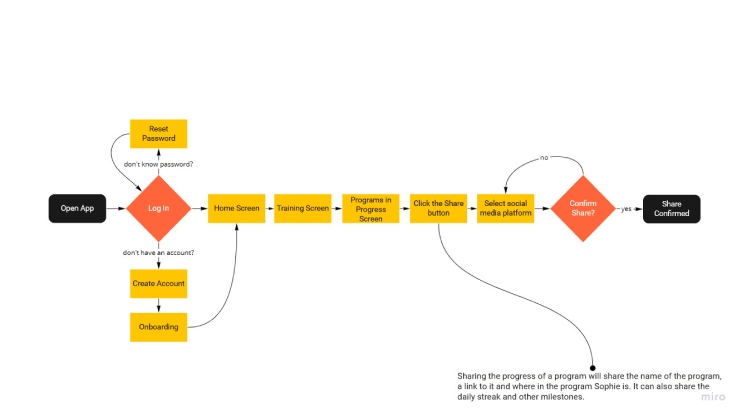 Reset
Password
don't know password?
no
Open App
Log In
Home Screen
Training Screen
Programs in
Progress
Screen
Click the Share
button
Select social
media platform
Confirm
Share?
yes
Share
Confirmed
don't have an account?
Create Account
Onboarding
Sharing the progress of a program will share the name of the program,
a link to it and where in the program Sophie is. It can also share the
daily streak and other milestones.
miro